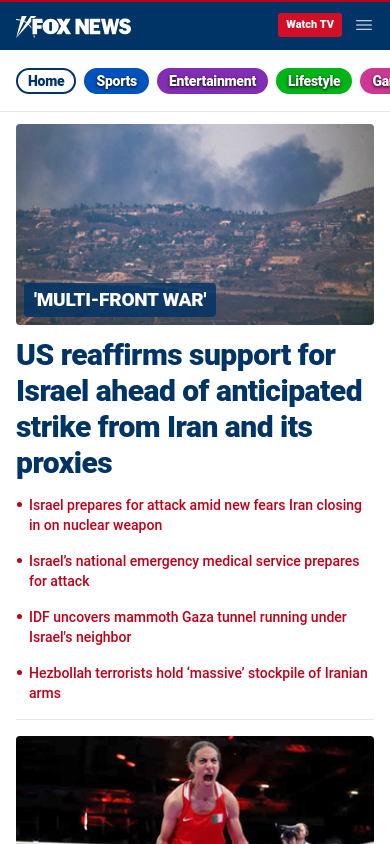 FOX NEWS
Watch TV
Home
Sports
Entertainment
Lifestyle
'MULTI-FRONT WAR'
US reaffirms support for
Israel ahead of anticipated
strike from Iran and its
proxies
• Israel prepares for attack amid new fears Iran closing
in on nuclear weapon
• Israel’s national emergency medical service prepares
for attack
• IDF uncovers mammoth Gaza tunnel running under
Israel's neighbor
• Hezbollah terrorists hold ‘massive’ stockpile of Iranian
arms